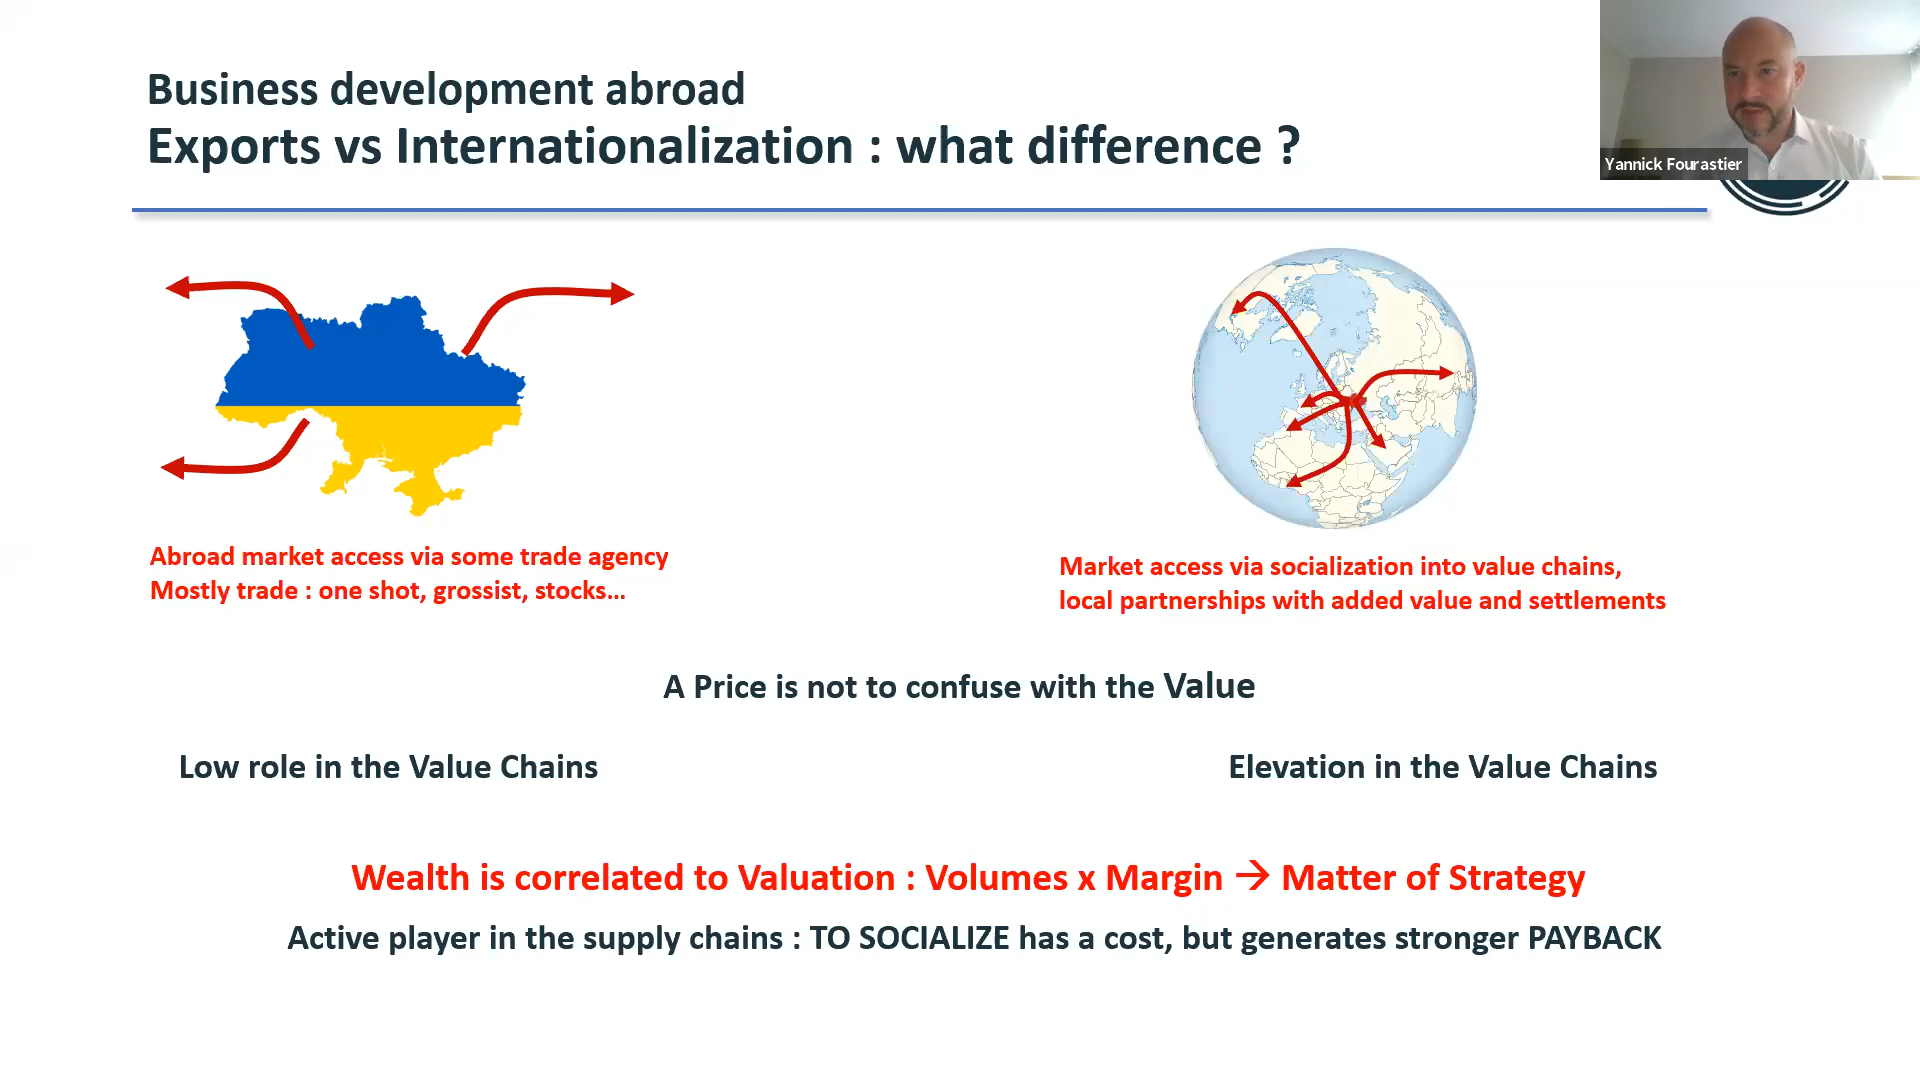 Business development abroad
Exports vs Internationalization : what difference ?
Yannick Fourastier
Abroad market access via some trade agency
Mostly trade : one shot, grossist, stocks...
Market access via socialization into value chains,
local partnerships with added value and settlements
A Price is not to confuse with the Value
Low role in the Value Chains
Elevation in the Value Chains
Wealth is correlated to Valuation : Volumes x Margin → Matter of Strategy
Active player in the supply chains : TO SOCIALIZE has a cost, but generates stronger PAYBACK